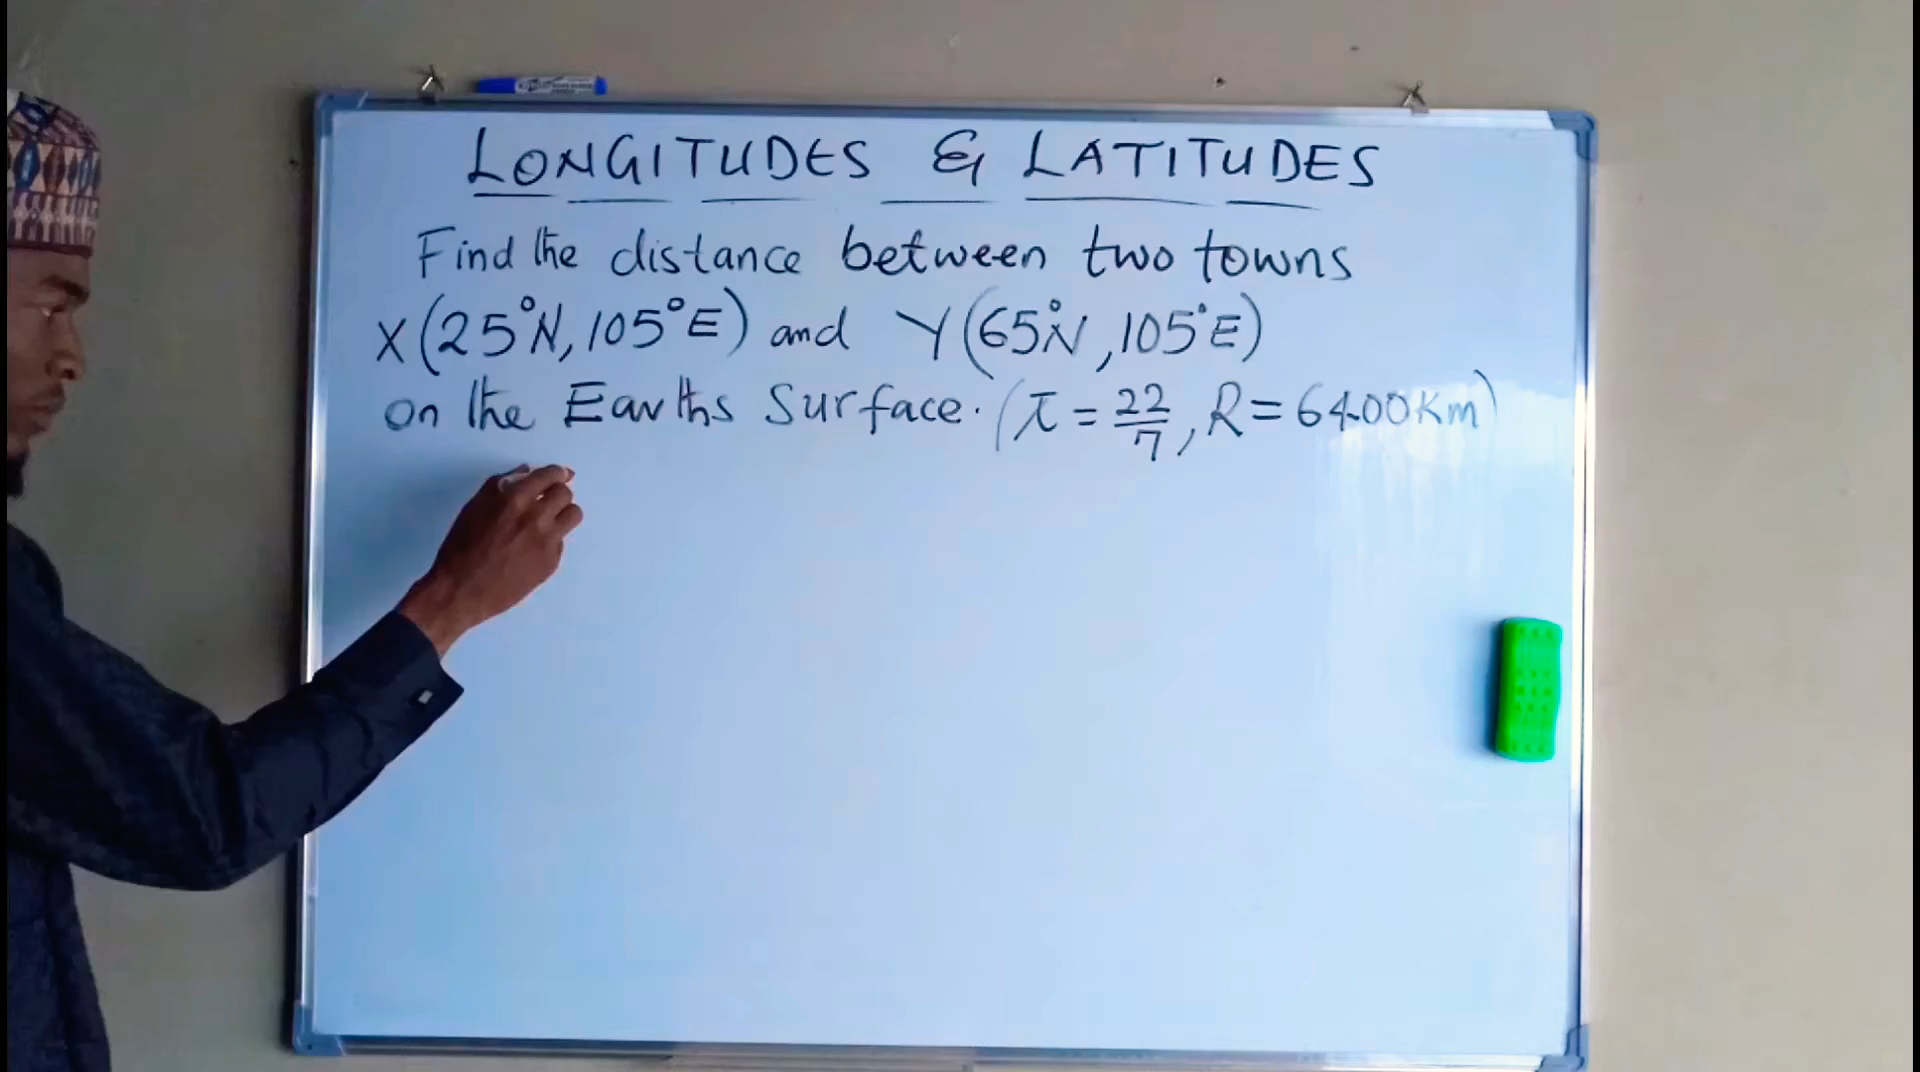 LONGITUDES & LATITUDES
Find the distance between two towns
X(25°N, 105°E) and Y(65°N, 105°E)
on the Earths Surface. (π = 22/7, R = 6400Km)